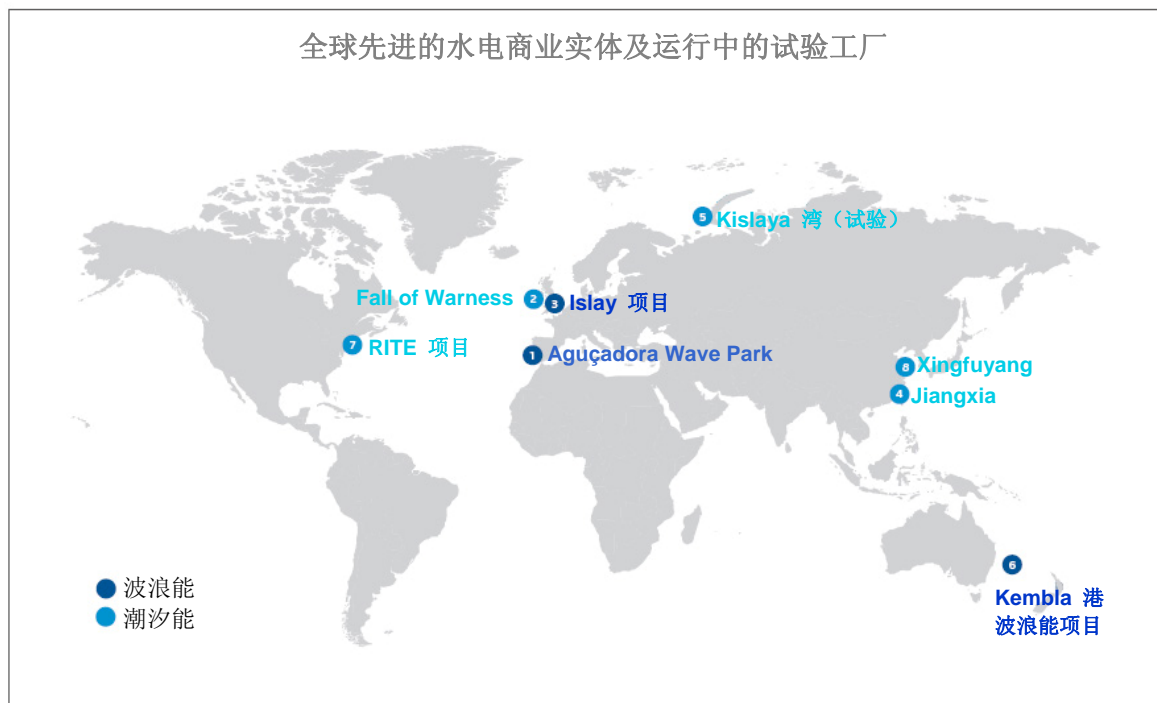 全球先进的水电商业实体及运行中的试验工厂
5 Kislaya 湾（试验）
Fall of Warness 2
3 Islay 项目
7 RITE 项目
1 Aguçadora Wave Park
8 Xingfuyang
4 Jiangxia
6
Kembla 港
波浪能项目
波浪能
潮汐能